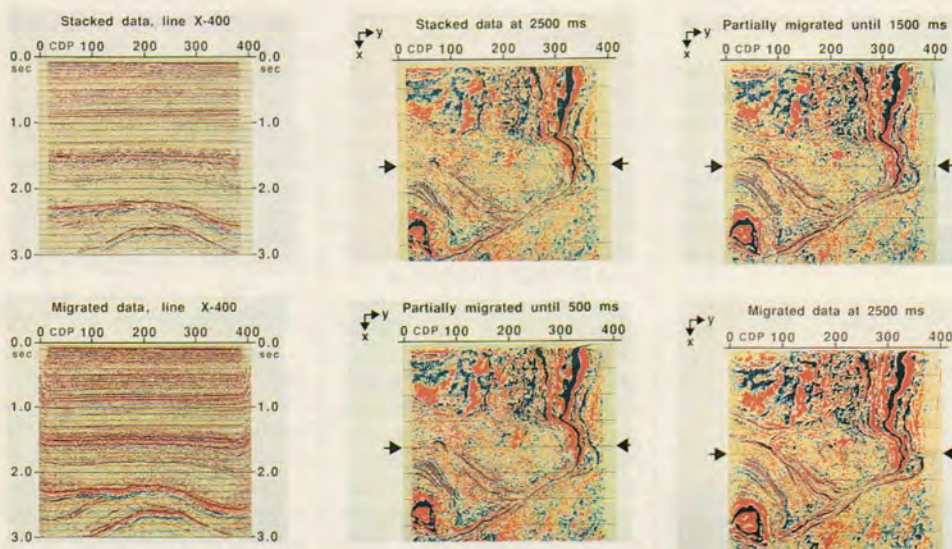 Stacked data, line X-400
0 CDP 100 200 300 400
0.0 0.0
sec sec
1.0 1.0
2.0 2.0
3.0 3.0
Stacked data at 2500 ms
y
x
0 CDP 100 200 300 400
Partially migrated until 1500 ms
y
x
0 CDP 100 200 300 400
Migrated data, line X-400
0 CDP 100 200 300 400
0.0 0.0
sec sec
1.0 1.0
2.0 2.0
3.0 3.0
Partially migrated until 500 ms
y
x
0 CDP 100 200 300 400
Migrated data at 2500 ms
y
x
0 CDP 100 200 300 400